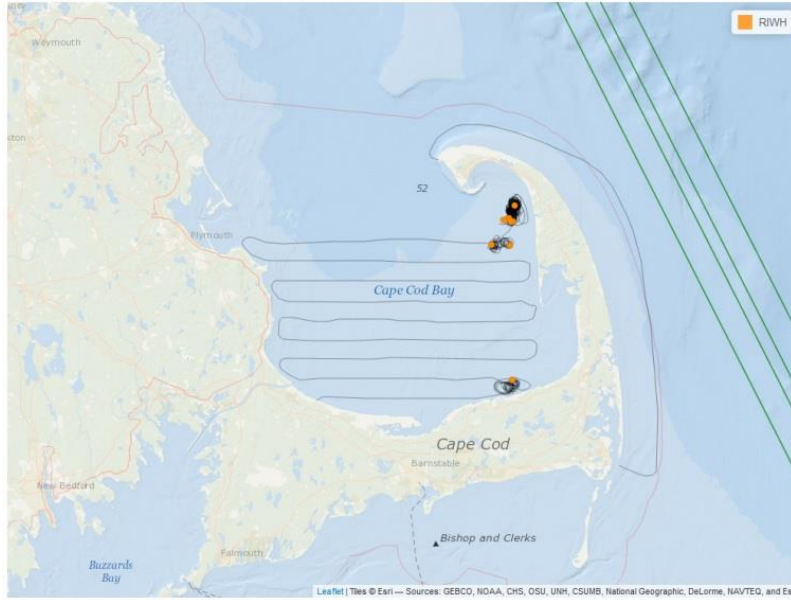 RIWH
Weymouth
52
Plymouth
Cape Cod Bay
Cape Cod
Barnstable
New Bedford
Bishop and Clerks
Falmouth
Buzzards
Bay
Leaflet | Tiles © Esri — Sources: GEBCO, NOAA, CHS, OSU, UNH, CSUMB, National Geographic, DeLorme, NAVTEQ, and Es